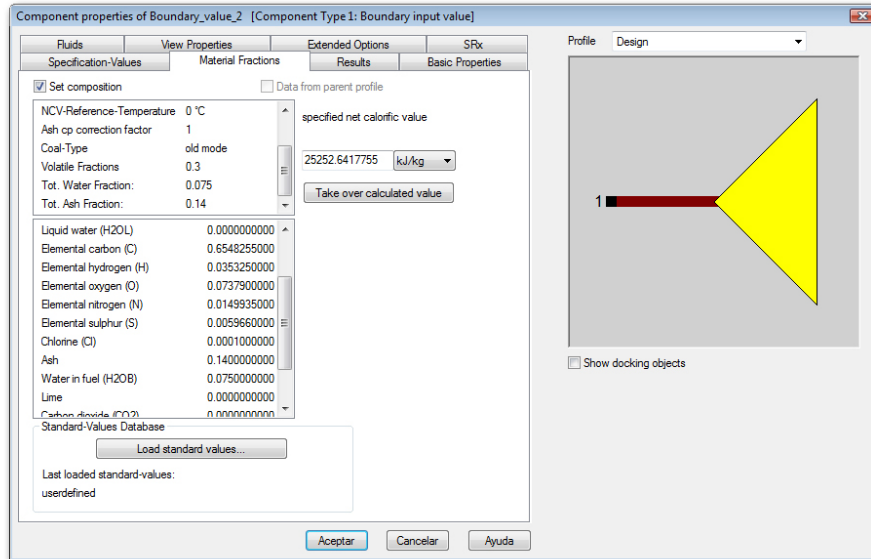 Component properties of Boundary_value_2 [Component Type 1: Boundary input value]
Fluids View Properties Extended Options SRx
Specification-Values Material Fractions Results Basic Properties
Set composition Data from parent profile
NCV-Reference-Temperature 0 °C
Ash cp correction factor 1
Coal-Type old mode
Volatile Fractions 0.3
Tot. Water Fraction: 0.075
Tot. Ash Fraction: 0.14
specified net calorific value
25252.6417755 kJ/kg
Take over calculated value
Liquid water (H2OL) 0.0000000000
Elemental carbon (C) 0.6548255000
Elemental hydrogen (H) 0.0353250000
Elemental oxygen (O) 0.0737900000
Elemental nitrogen (N) 0.0149935000
Elemental sulphur (S) 0.0059660000
Chlorine (Cl) 0.0001000000
Ash 0.1400000000
Water in fuel (H2OB) 0.0750000000
Lime 0.0000000000
Carbon dioxide (CO2) 0.0000000000
Standard-Values Database
Load standard values...
Last loaded standard-values:
userdefined
Profile Design
1
Show docking objects
Aceptar Cancelar Ayuda